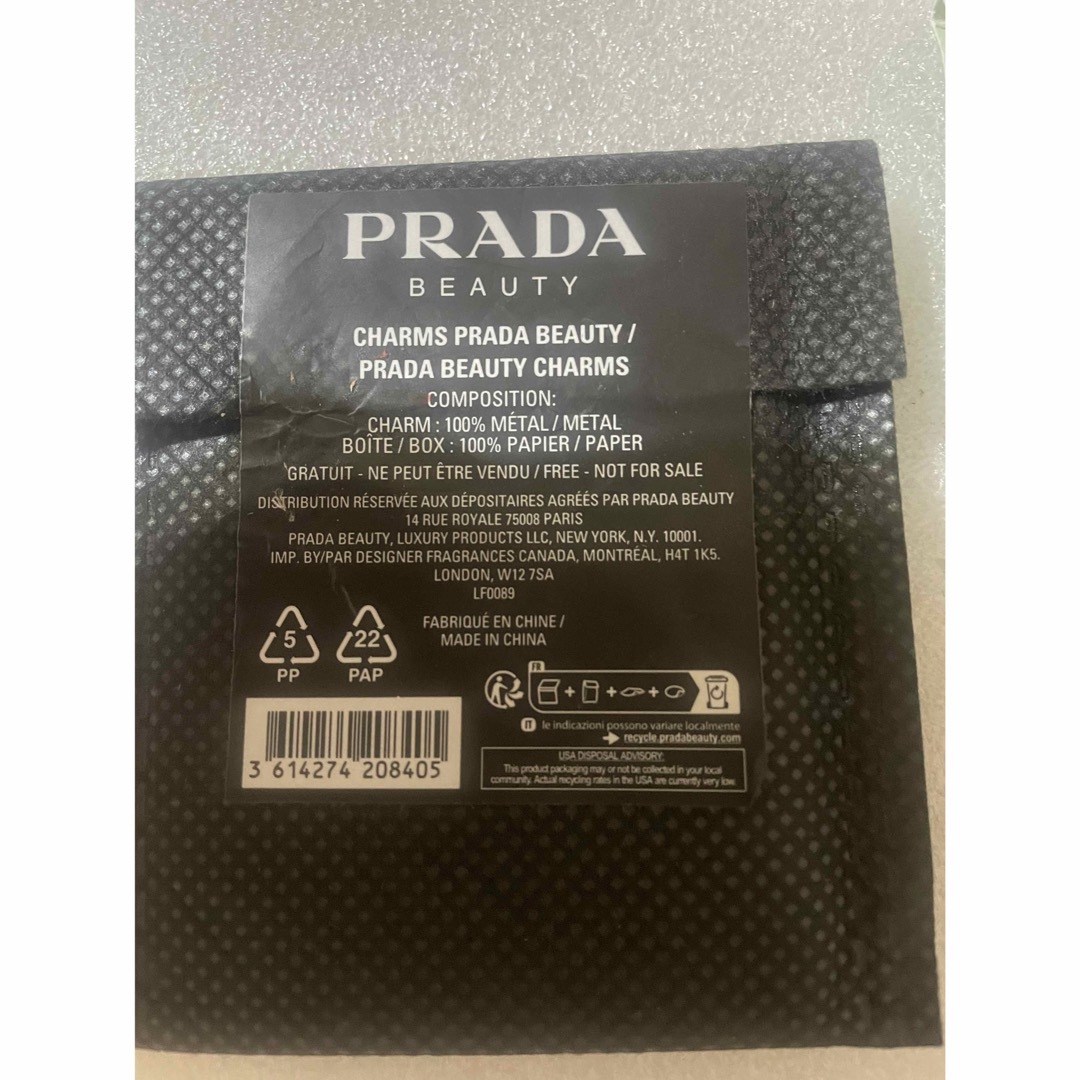 PRADA
BEAUTY
CHARMS PRADA BEAUTY /
PRADA BEAUTY CHARMS
COMPOSITION:
CHARM : 100% MÉTAL / METAL
BOÎTE / BOX : 100% PAPIER / PAPER
GRATUIT - NE PEUT ÊTRE VENDU / FREE - NOT FOR SALE
DISTRIBUTION RÉSERVÉE AUX DÉPOSITAIRES AGRÉÉS PAR PRADA BEAUTY
14 RUE ROYALE 75008 PARIS
PRADA BEAUTY, LUXURY PRODUCTS LLC, NEW YORK, N.Y. 10001.
IMP. BY/PAR DESIGNER FRAGRANCES CANADA, MONTRÉAL, H4T 1K5.
LONDON, W12 7SA
LF0089
FABRIQUÉ EN CHINE /
MADE IN CHINA
5
PP
22
PAP
FR
IT le indicazioni possono variare localmente
recycle.pradabeauty.com
USA DISPOSAL ADVISORY:
This product packaging may or not be collected in your local
community. Actual recycling rates in the USA are currently very low.
3 614274 208405